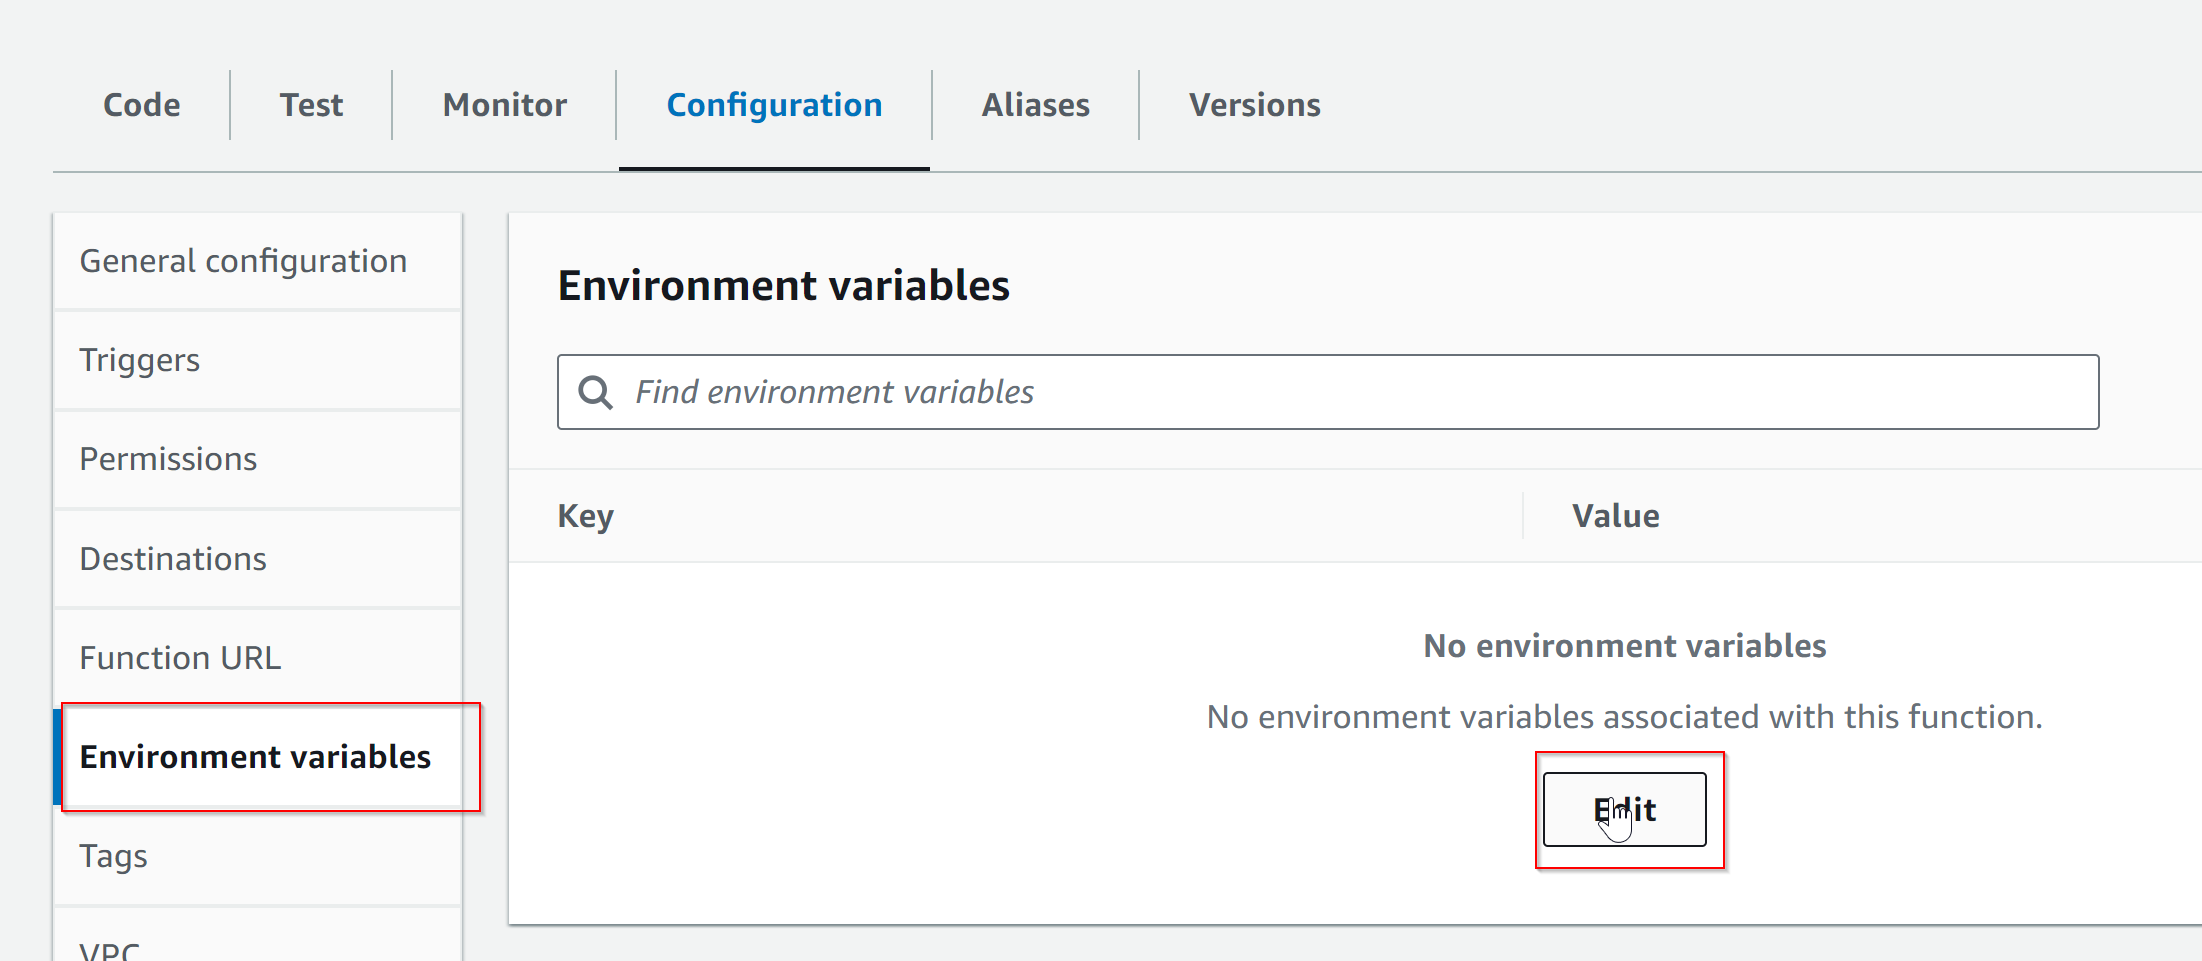 Code Test Monitor Configuration Aliases Versions
General configuration
Triggers
Permissions
Destinations
Function URL
Environment variables
Tags
VPC
Environment variables
Find environment variables
Key Value
No environment variables
No environment variables associated with this function.
Edit